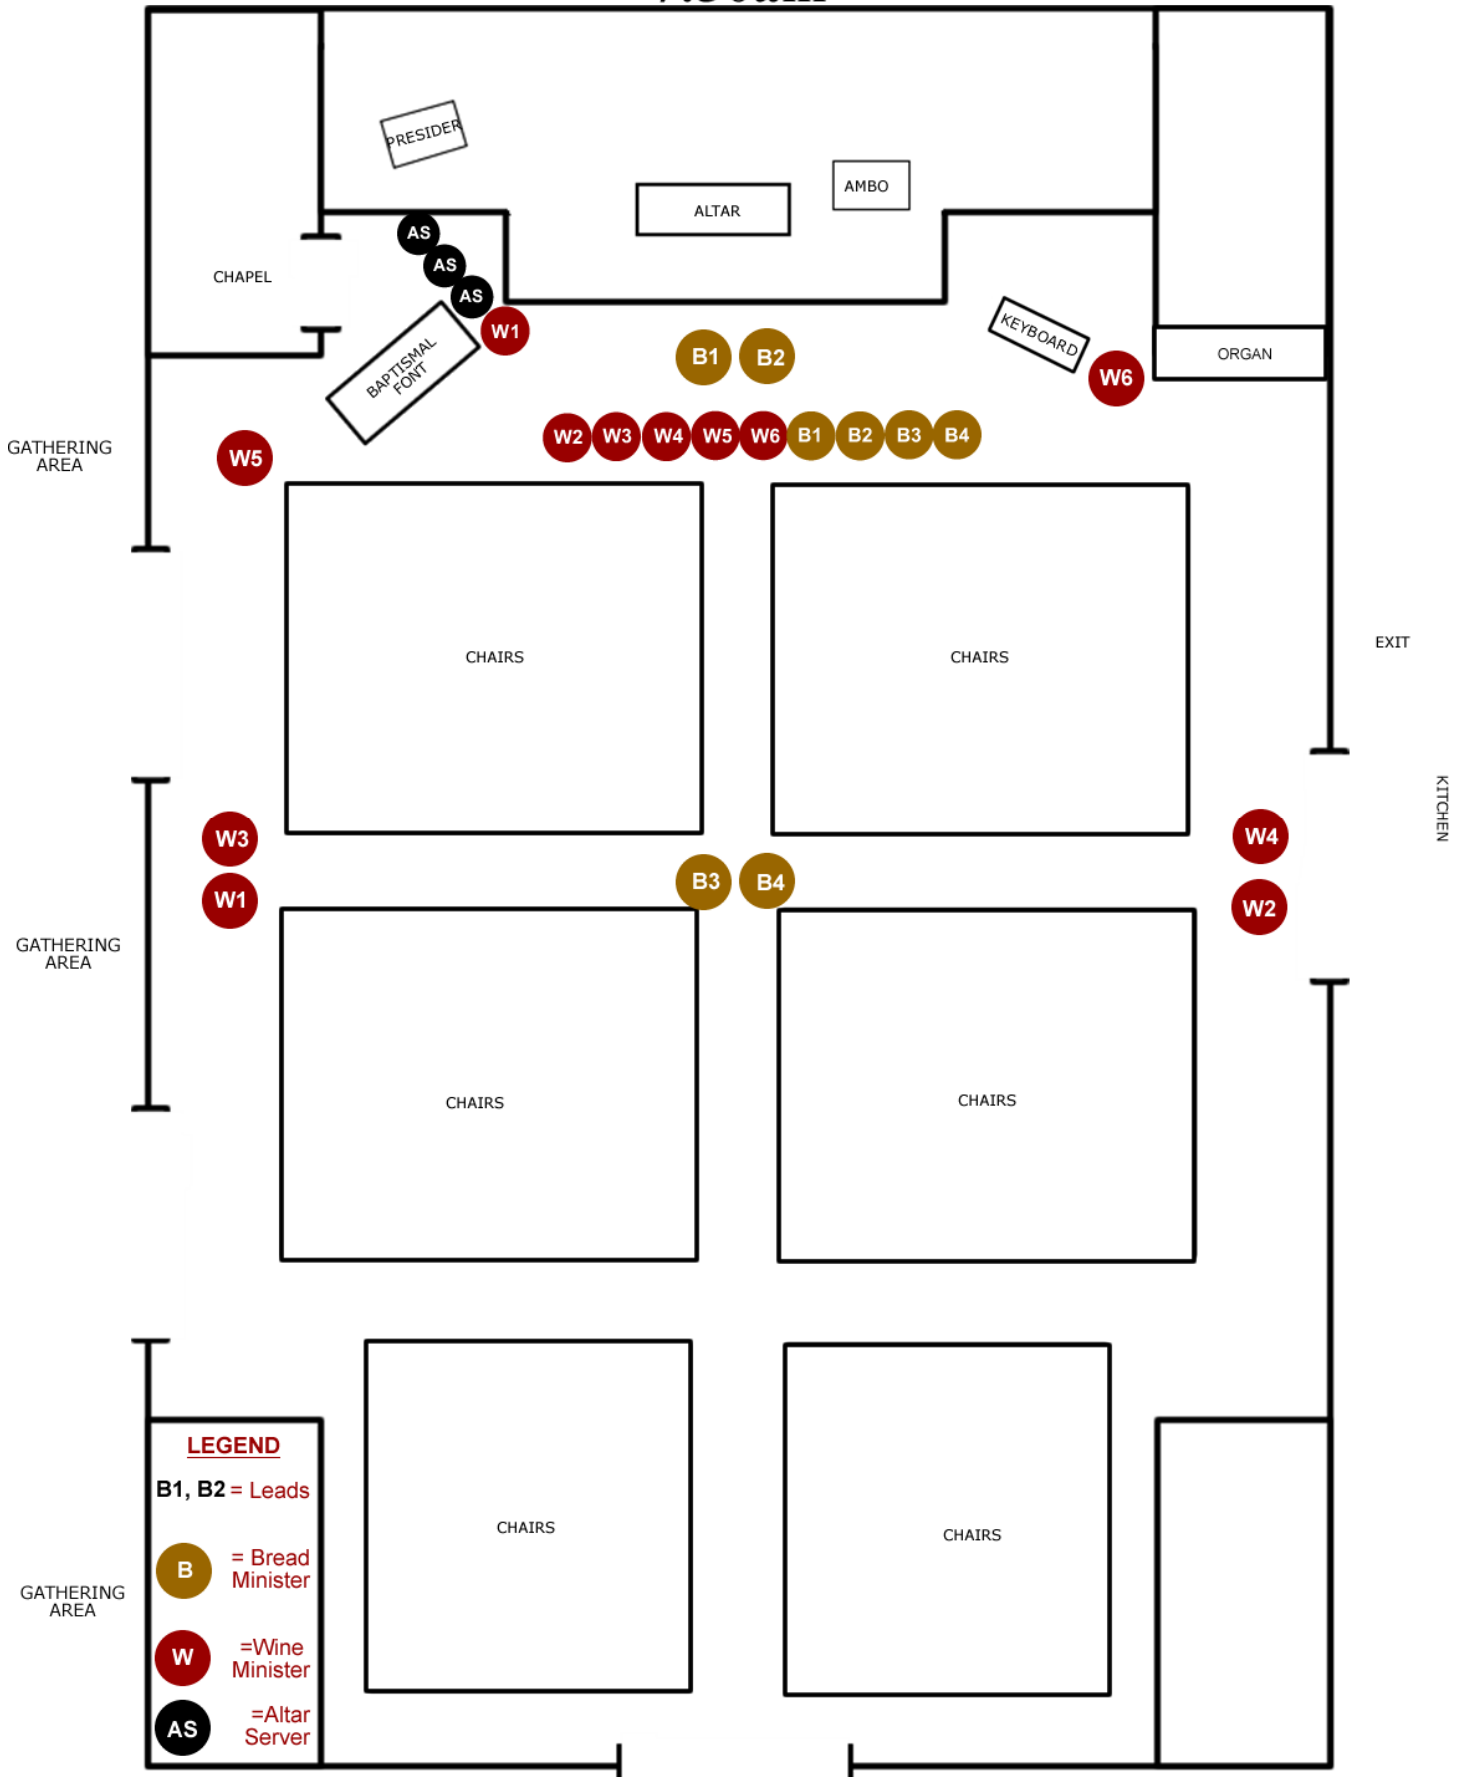 PRESIDER
AMBO
ALTAR
AS
AS
AS
CHAPEL
W1
KEYBOARD
ORGAN
BAPTISMAL
FONT
B1 B2
W6
GATHERING
AREA
W5
W2 W3 W4 W5 W6 B1 B2 B3 B4
CHAIRS
CHAIRS
EXIT
KITCHEN
W3
W4
W1
B3 B4
W2
GATHERING
AREA
CHAIRS
CHAIRS
LEGEND
B1, B2 = Leads
B = Bread
Minister
W =Wine
Minister
AS =Altar
Server
CHAIRS
CHAIRS
GATHERING
AREA